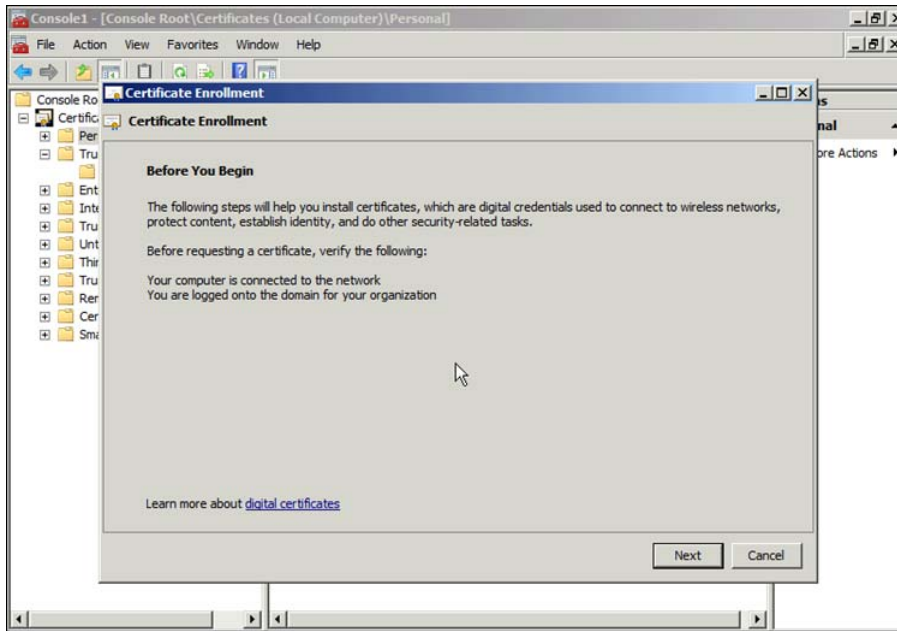 Console1 - [Console Root\Certificates (Local Computer)\Personal]
File Action View Favorites Window Help
Certificate Enrollment
Console Ro
Certificate Enrollment
Certific
Per
Tru
Ent
Inte
Tru
Unt
Thir
Tru
Rer
Cer
Sma
Before You Begin
The following steps will help you install certificates, which are digital credentials used to connect to wireless networks,
protect content, establish identity, and do other security-related tasks.
Before requesting a certificate, verify the following:
Your computer is connected to the network
You are logged onto the domain for your organization
Learn more about digital certificates
Next Cancel
ns
nal
ore Actions